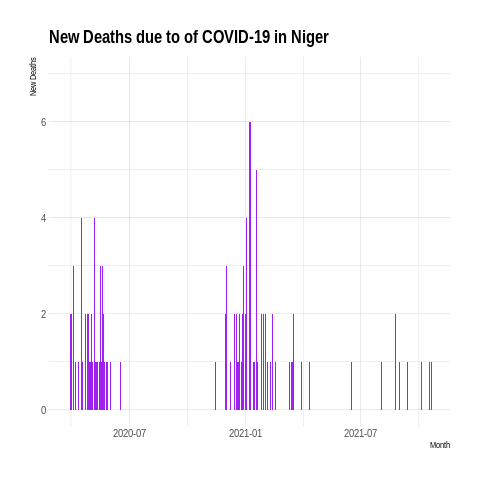 New Deaths due to of COVID-19 in Niger
New Deaths
6
4
2
0
2020-07
2021-01
2021-07
Month